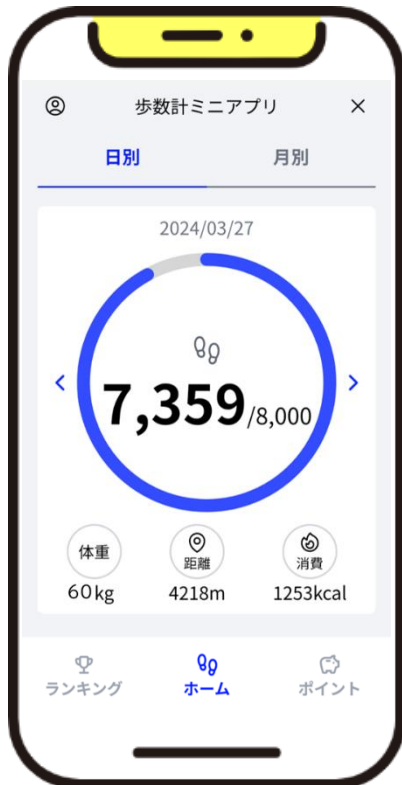 歩数計ミニアプリ
日別 月別
2024/03/27
7,359/8,000
体重 距離 消費
60kg 4218m 1253kcal
ランキング ホーム ポイント